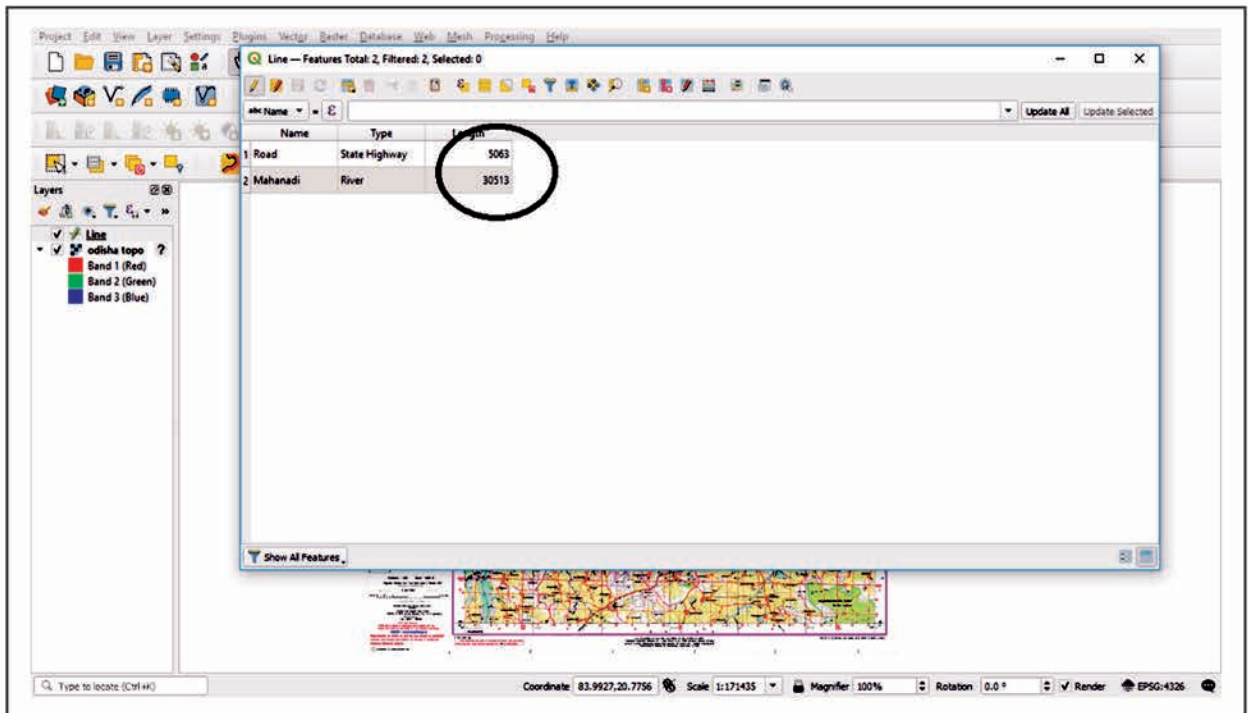 Project Edit View Layer Settings Plugins Vector Raster Database Web Mesh Processing Help
Line — Features Total: 2, Filtered: 2, Selected: 0
abc Name = ε Update All Update Selected
Name Type Length
1 Road State Highway 5063
2 Mahanadi River 30513
Layers
Line
odisha topo ?
Band 1 (Red)
Band 2 (Green)
Band 3 (Blue)
Show All Features
Type to locate (Ctrl+K) Coordinate 83.9927,20.7756 Scale 1:171435 Magnifier 100% Rotation 0.0 ° Render EPSG:4326